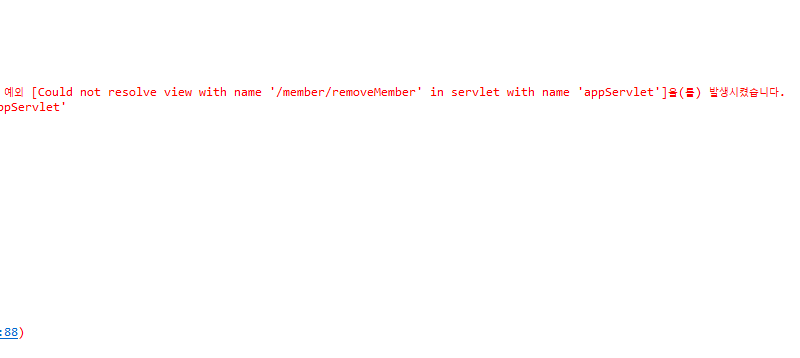 예외 [Could not resolve view with name '/member/removeMember' in servlet with name 'appServlet']을(를) 발생시켰습니다.
ppServlet'
:88)